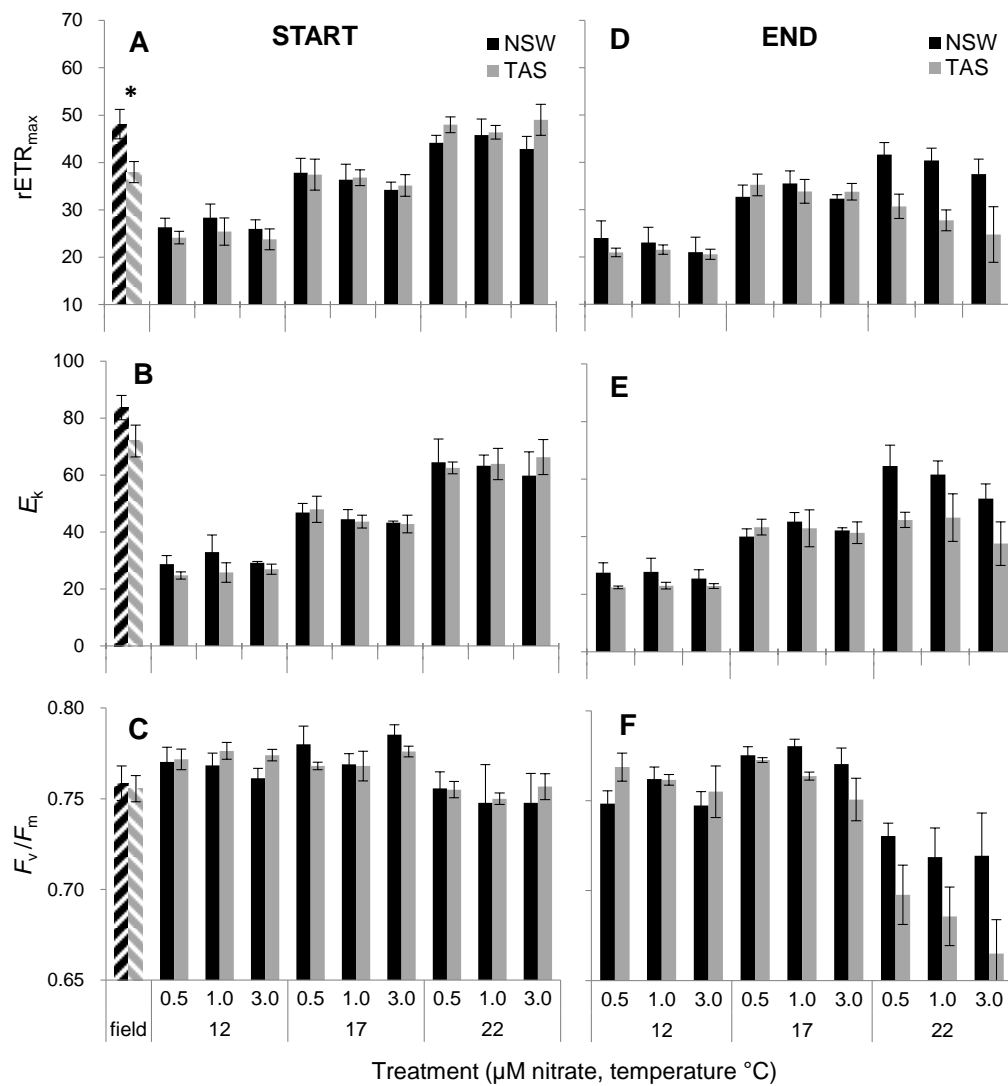 A START NSW TAS
D END NSW TAS
rETRmax
70
60
50
40
30
20
10
*
B
E
Ek
100
80
60
40
20
0
C
F
Fv/Fm
0.80
0.75
0.70
0.65
0.5 1.0 3.0 0.5 1.0 3.0 0.5 1.0 3.0 0.5 1.0 3.0 0.5 1.0 3.0 0.5 1.0 3.0
field 12 17 22 12 17 22
Treatment (µM nitrate, temperature °C)